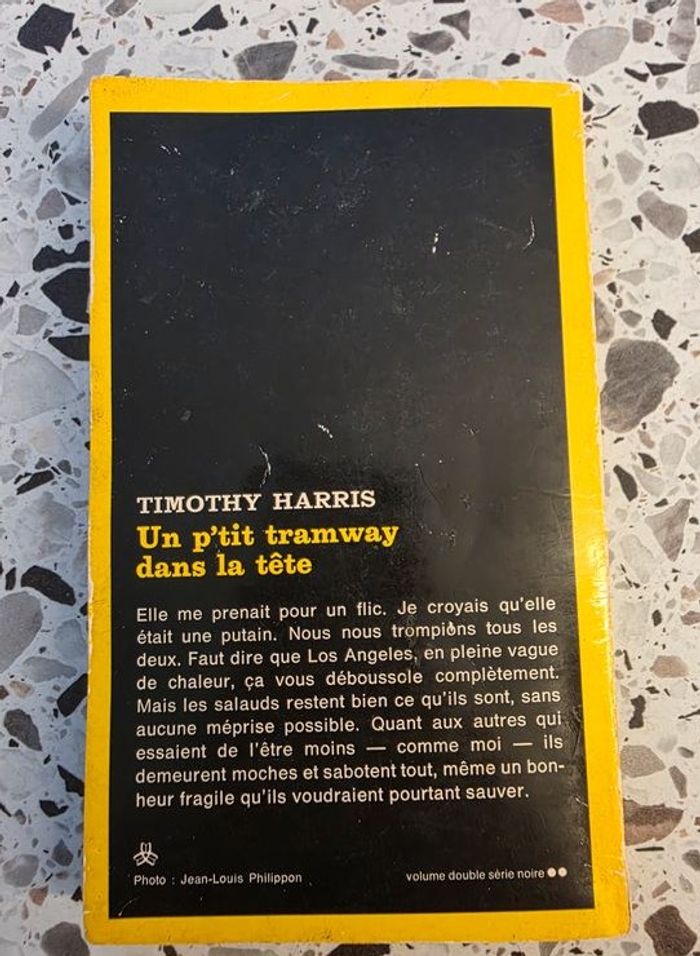 TIMOTHY HARRIS
Un p'tit tramway
dans la tête
Elle me prenait pour un flic. Je croyais qu'elle
était une putain. Nous nous trompions tous les
deux. Faut dire que Los Angeles, en pleine vague
de chaleur, ça vous déboussole complètement.
Mais les salauds restent bien ce qu'ils sont, sans
aucune méprise possible. Quant aux autres qui
essaient de l'être moins — comme moi — ils
demeurent moches et sabotent tout, même un bon-
heur fragile qu'ils voudraient pourtant sauver.
Photo : Jean-Louis Philippon
volume double série noire ●●